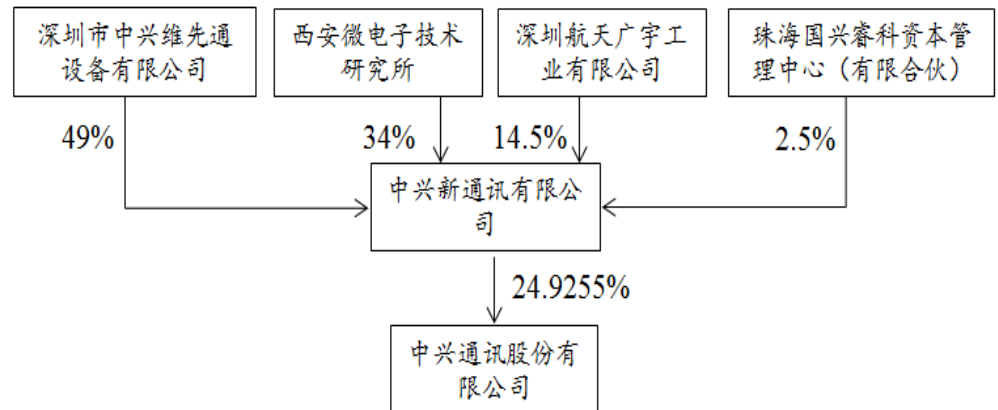 深圳市中兴维先通
设备有限公司
西安微电子技术
研究所
深圳航天广宇工
业有限公司
珠海国兴睿科资本管
理中心（有限合伙）
49%
34%
14.5%
2.5%
中兴新通讯有限公
司
24.9255%
中兴通讯股份有
限公司